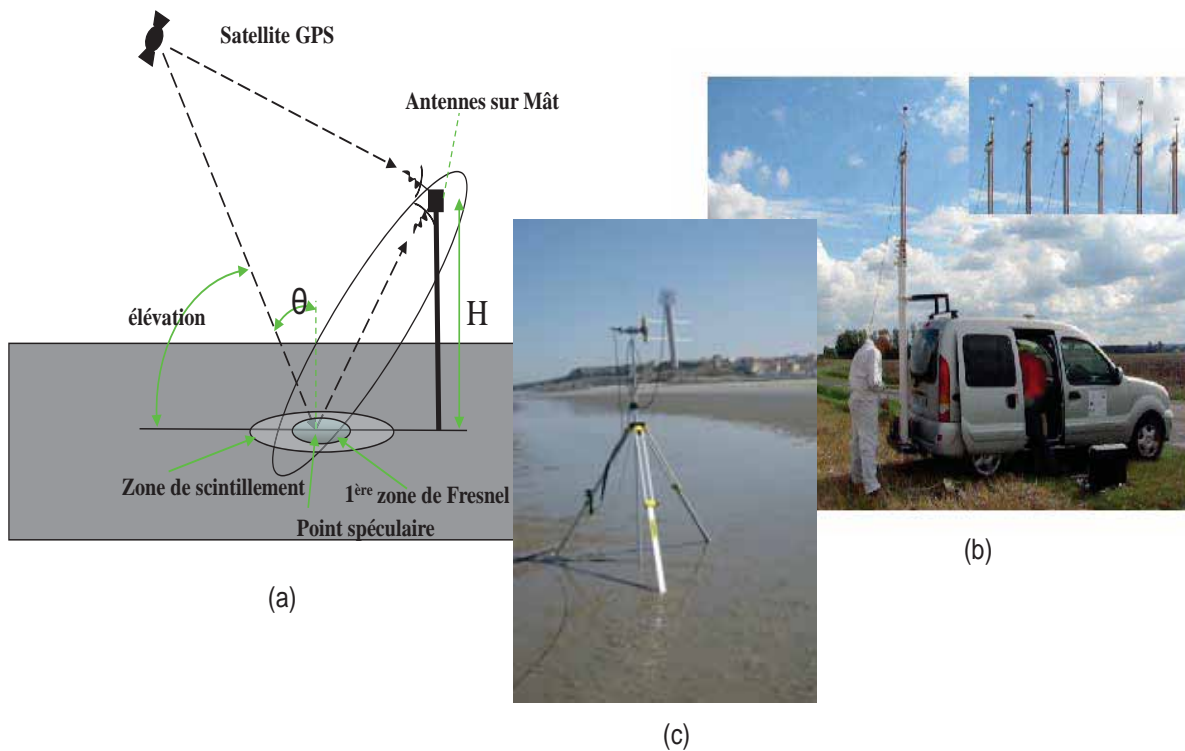 Satellite GPS
Antennes sur Mât
θ
élévation
H
Zone de scintillement
1ère zone de Fresnel
Point spéculaire
(a)
(b)
(c)